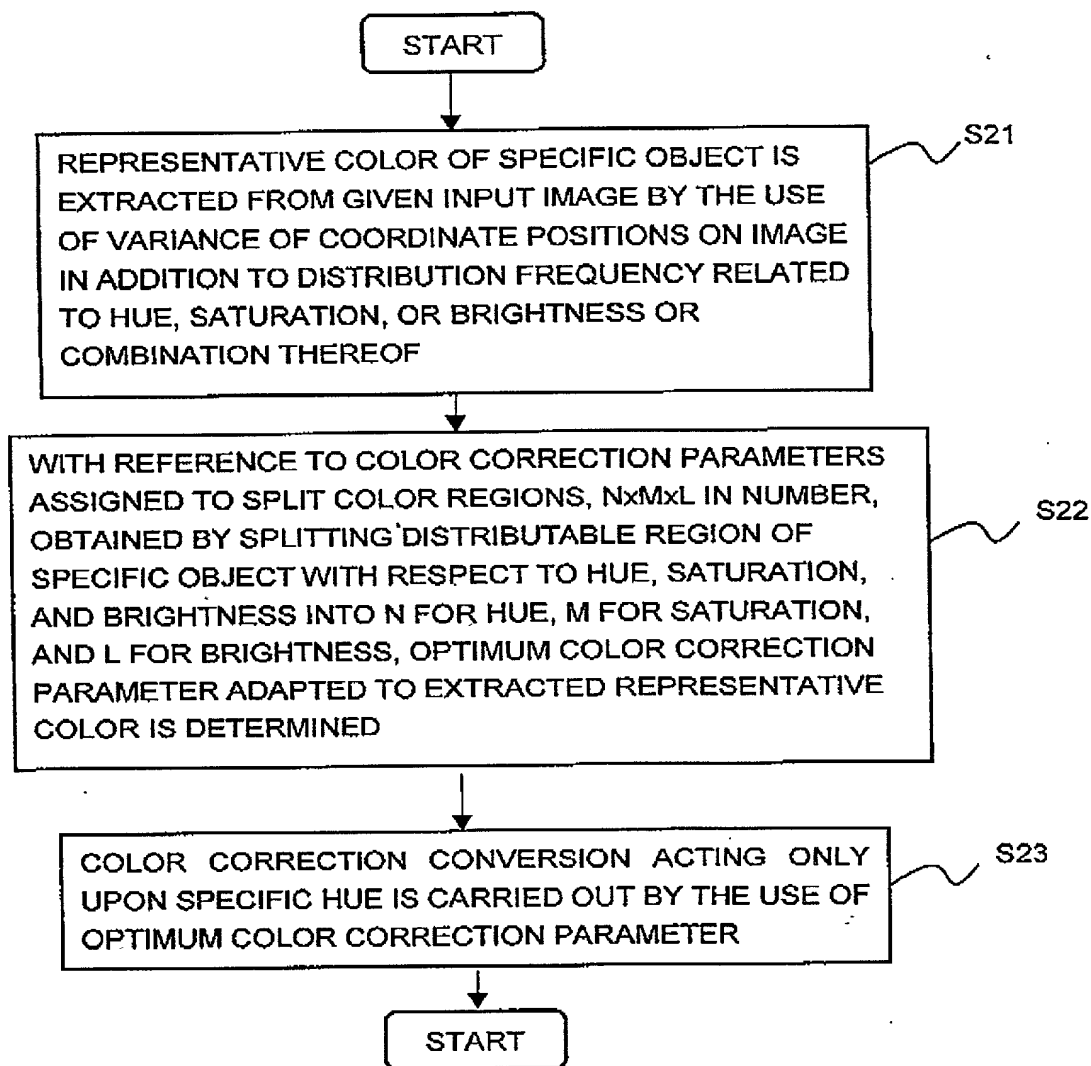 START
S21
REPRESENTATIVE COLOR OF SPECIFIC OBJECT IS
EXTRACTED FROM GIVEN INPUT IMAGE BY THE USE
OF VARIANCE OF COORDINATE POSITIONS ON IMAGE
IN ADDITION TO DISTRIBUTION FREQUENCY RELATED
TO HUE, SATURATION, OR BRIGHTNESS OR
COMBINATION THEREOF
S22
WITH REFERENCE TO COLOR CORRECTION PARAMETERS
ASSIGNED TO SPLIT COLOR REGIONS, NxMxL IN NUMBER,
OBTAINED BY SPLITTING DISTRIBUTABLE REGION OF
SPECIFIC OBJECT WITH RESPECT TO HUE, SATURATION,
AND BRIGHTNESS INTO N FOR HUE, M FOR SATURATION,
AND L FOR BRIGHTNESS, OPTIMUM COLOR CORRECTION
PARAMETER ADAPTED TO EXTRACTED REPRESENTATIVE
COLOR IS DETERMINED
S23
COLOR CORRECTION CONVERSION ACTING ONLY
UPON SPECIFIC HUE IS CARRIED OUT BY THE USE OF
OPTIMUM COLOR CORRECTION PARAMETER
START